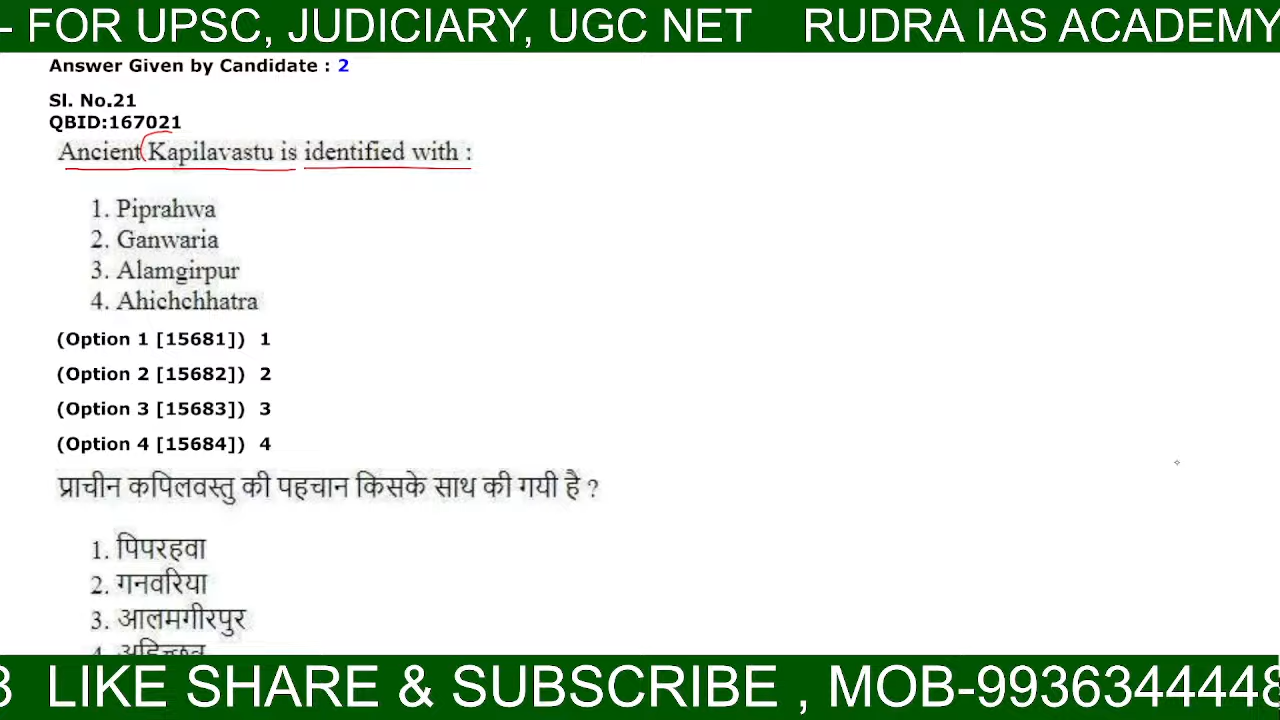 - FOR UPSC, JUDICIARY, UGC NET RUDRA IAS ACADEMY
Answer Given by Candidate : 2
Sl. No.21
QBID:167021
Ancient Kapilavastu is identified with :
1. Piprahwa
2. Ganwaria
3. Alamgirpur
4. Ahichchhatra
(Option 1 [15681]) 1
(Option 2 [15682]) 2
(Option 3 [15683]) 3
(Option 4 [15684]) 4
प्राचीन कपिलवस्तु की पहचान किसके साथ की गयी है ?
1. पिपरहवा
2. गनवरिया
3. आलमगीरपुर
4.
LIKE SHARE & SUBSCRIBE , MOB-9936344448